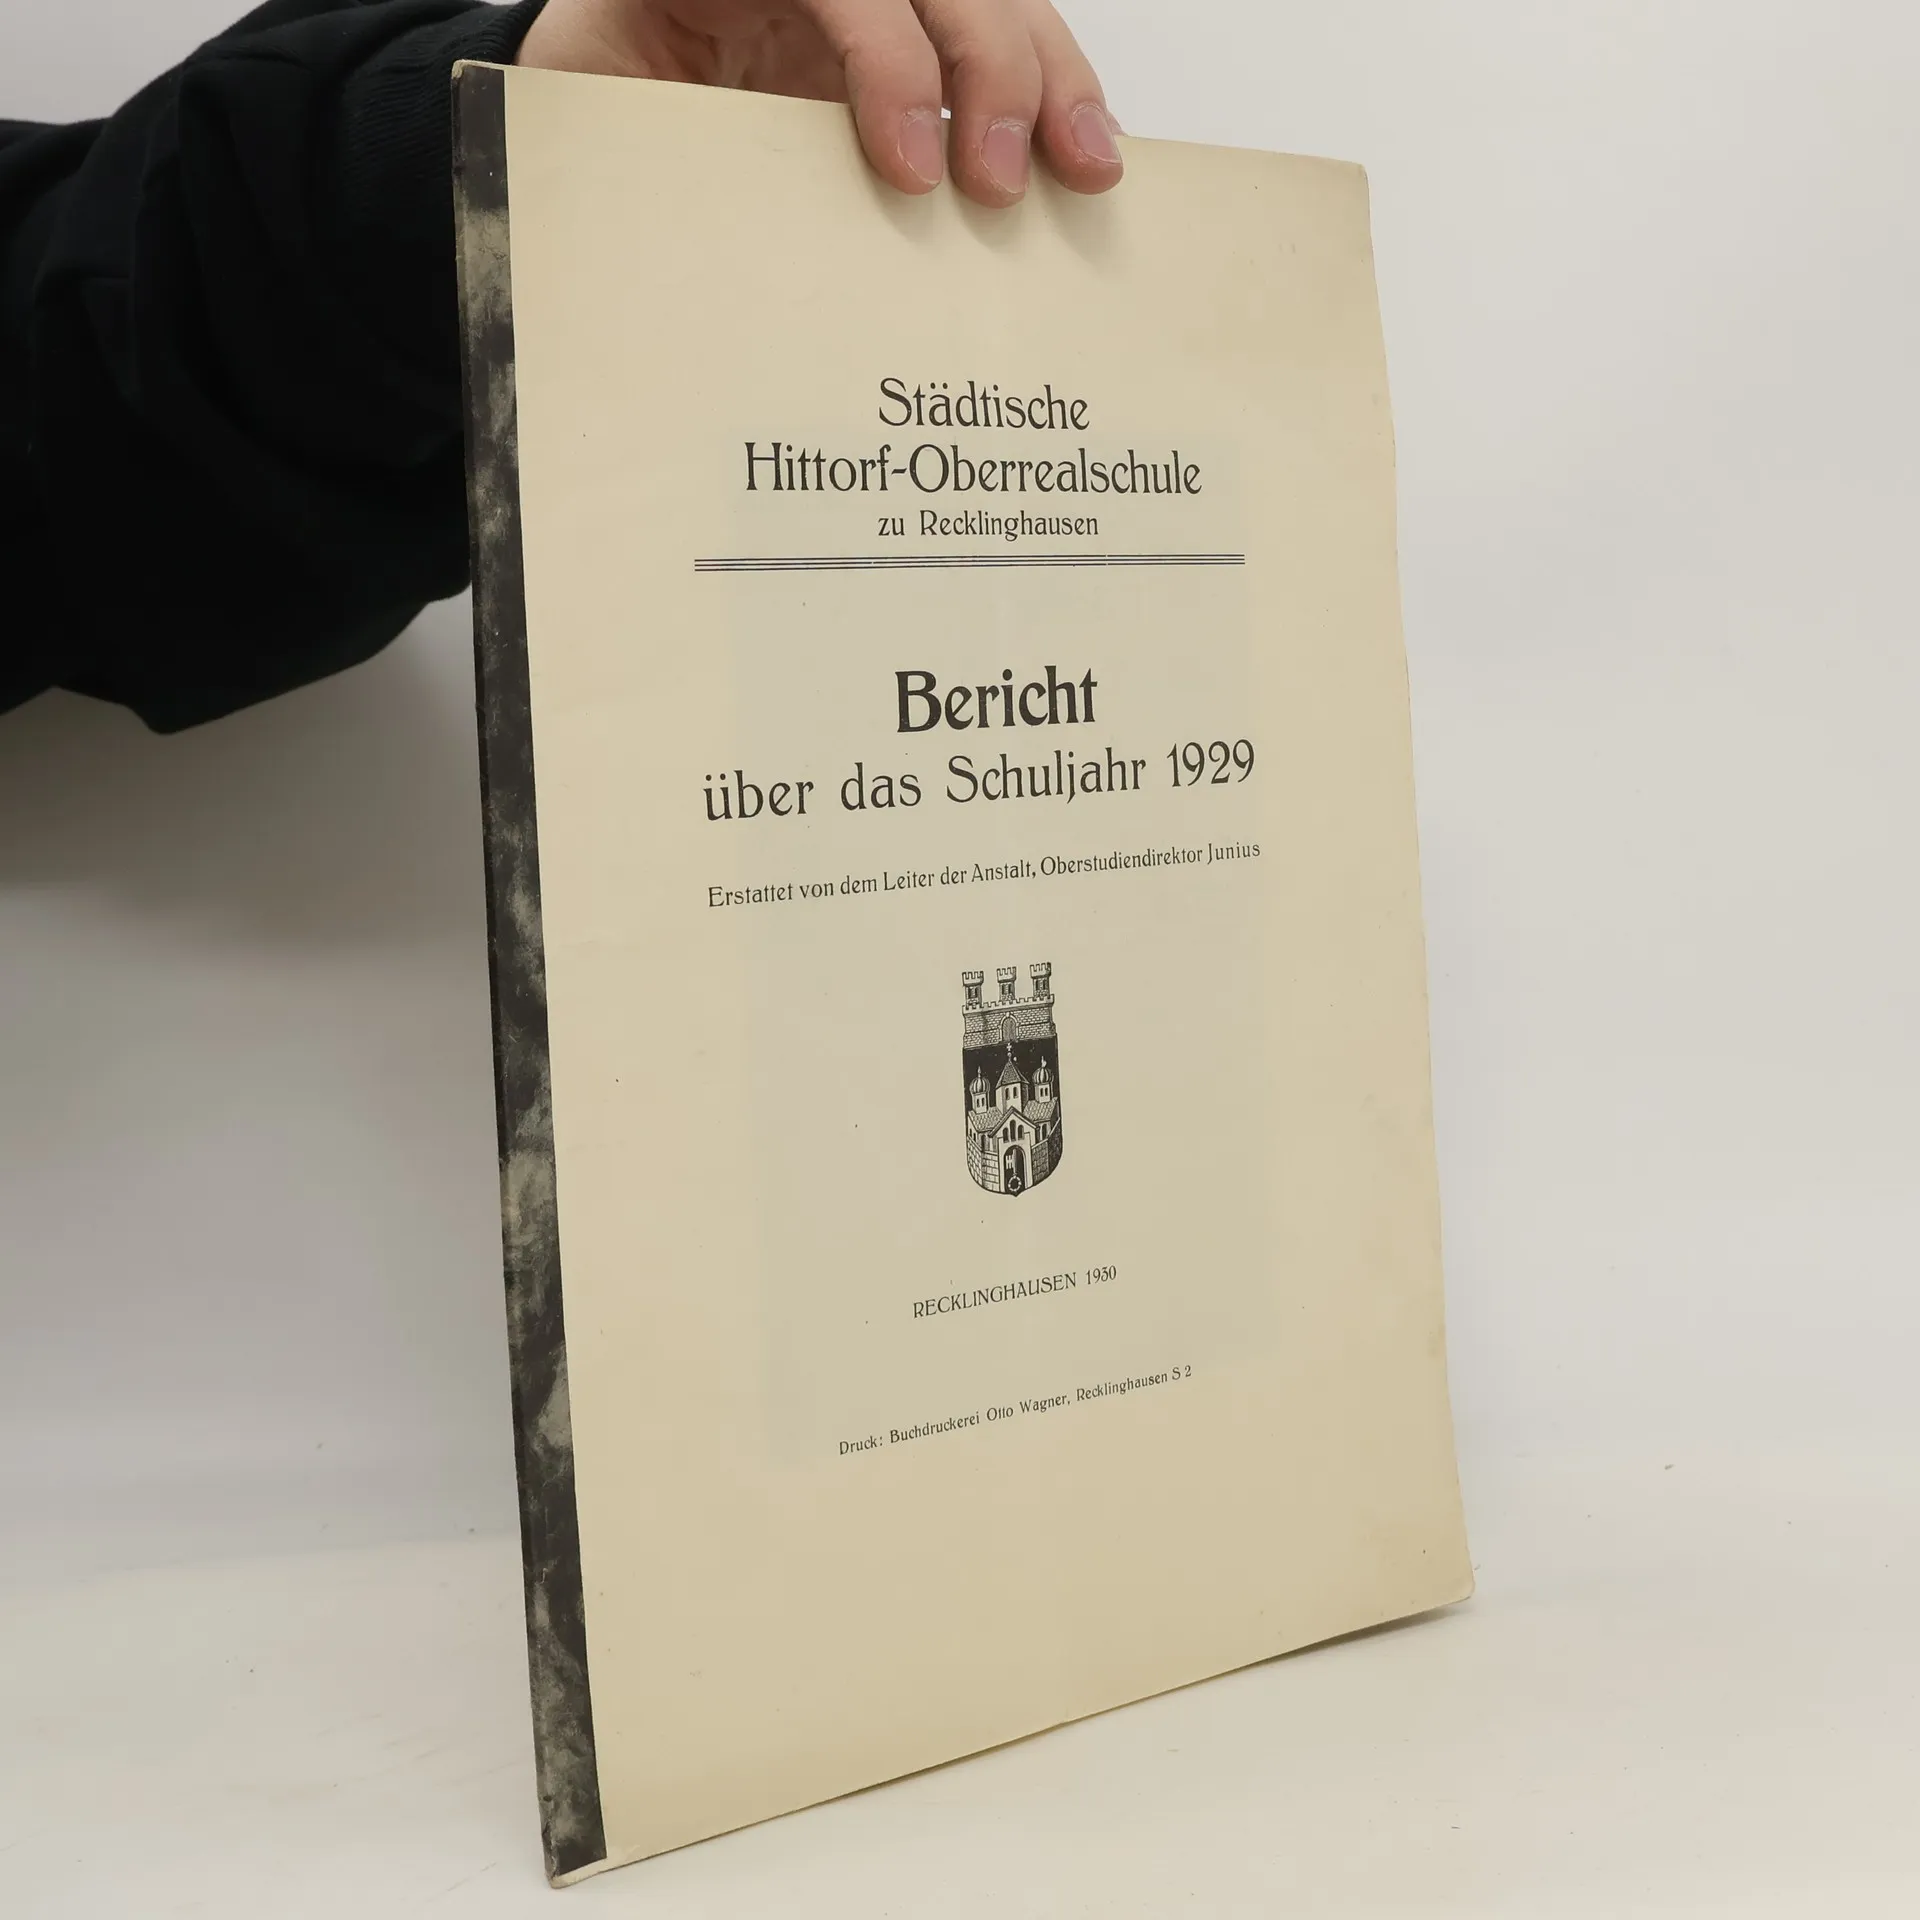 Städtische
Hittorf-Oberrealschule
zu Recklinghausen
Bericht
über das Schuljahr 1929
Erstattet von dem Leiter der Anstalt, Oberstudiendirektor Junius
RECKLINGHAUSEN 1930
Druck: Buchdruckerei Otto Wagner, Recklinghausen S 2